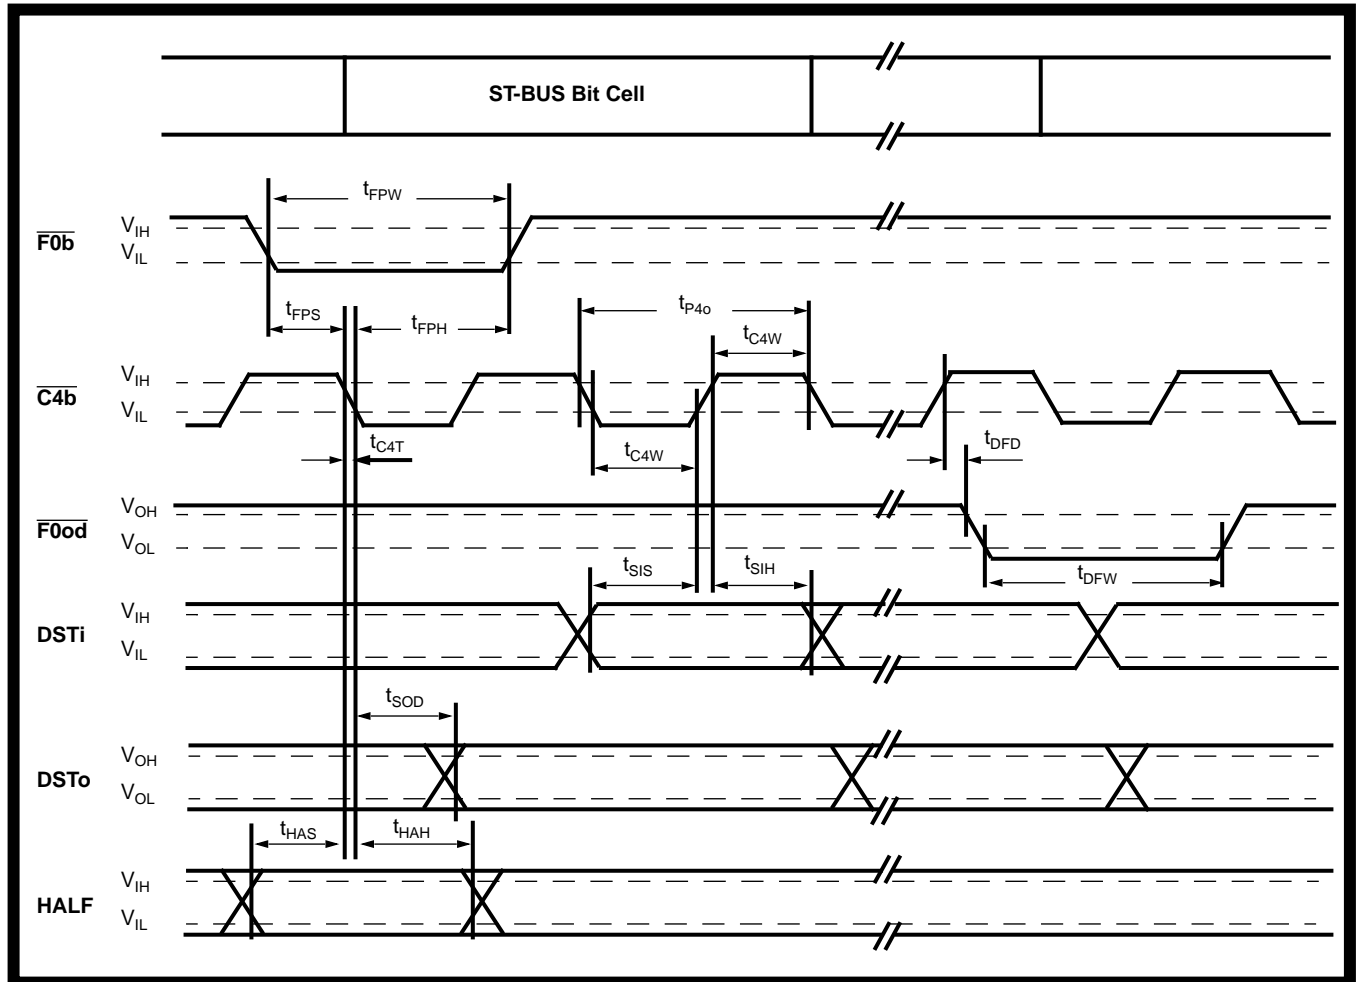 ST-BUS Bit Cell
tFPW
F0b
VIH
VIL
tFPS
tFPH
tP4o
tC4W
C4b
VIH
VIL
tC4T
tC4W
tDFD
F0od
VOH
VOL
tSIS
tSIH
tDFW
DSTi
VIH
VIL
tSOD
DSTo
VOH
VOL
tHAS
tHAH
HALF
VIH
VIL